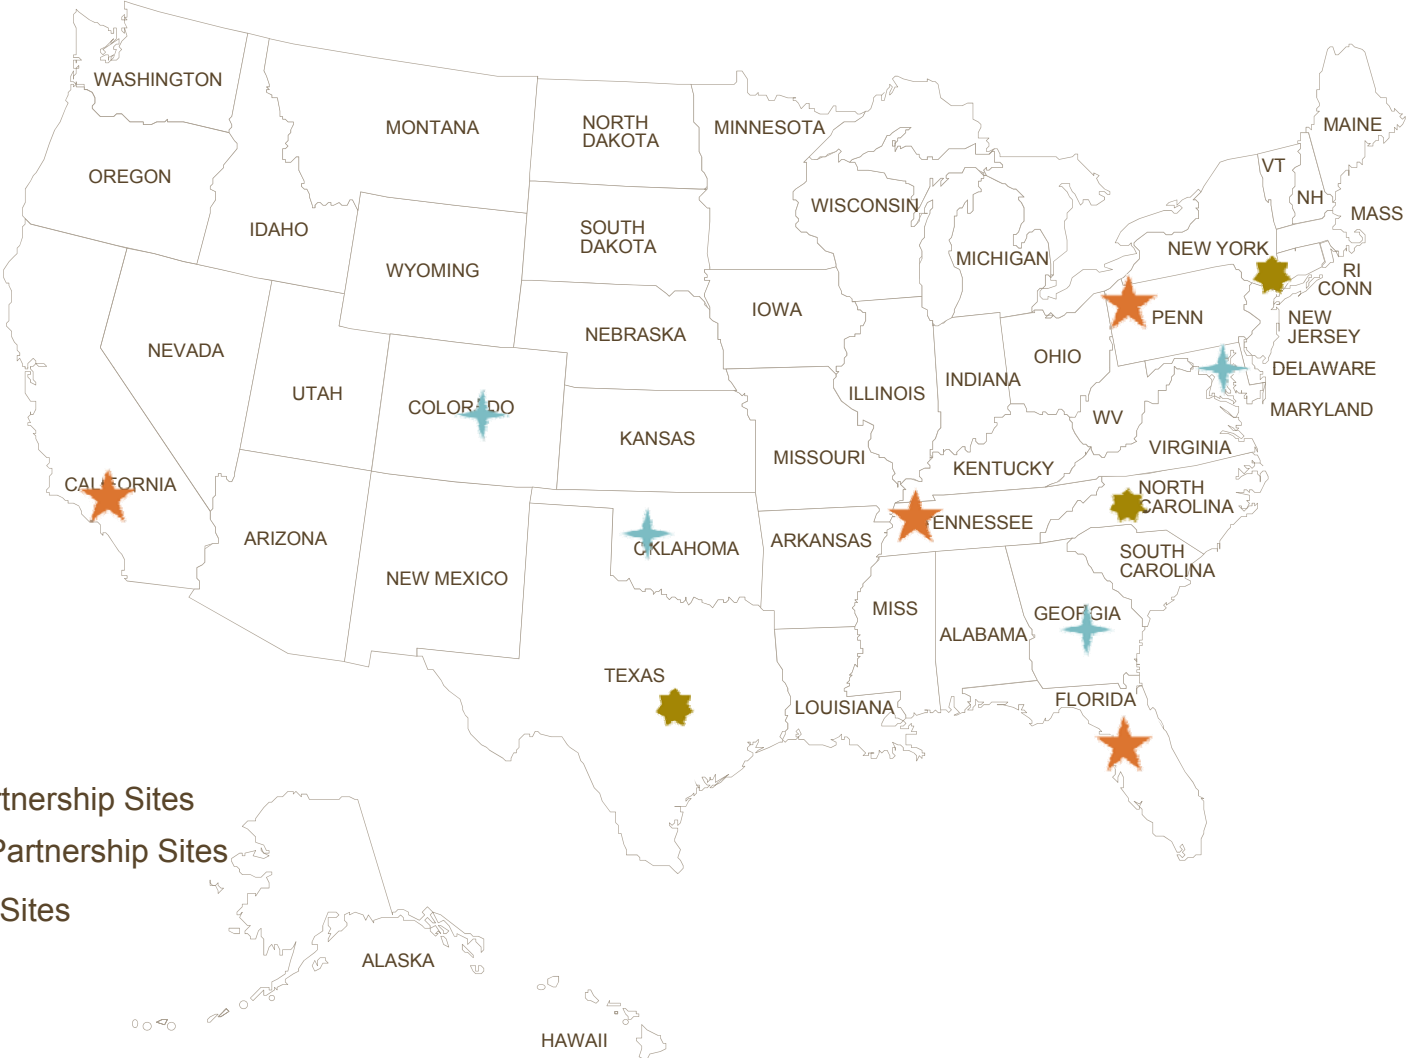 WASHINGTON
MONTANA
NORTH
DAKOTA
MINNESOTA
MAINE
OREGON
VT
NH
WISCONSIN
MASS
IDAHO
SOUTH
DAKOTA
NEW YORK
MICHIGAN
WYOMING
RI
CONN
IOWA
PENN
NEW
JERSEY
NEBRASKA
NEVADA
OHIO
DELAWARE
INDIANA
UTAH
ILLINOIS
COLORADO
MARYLAND
WV
KANSAS
VIRGINIA
MISSOURI
KENTUCKY
CALIFORNIA
NORTH
CAROLINA
ENNESSEE
ARIZONA
ARKANSAS
OKLAHOMA
SOUTH
CAROLINA
NEW MEXICO
MISS
GEORGIA
ALABAMA
TEXAS
FLORIDA
LOUISIANA
rtnership Sites
Partnership Sites
Sites
ALASKA
HAWAII